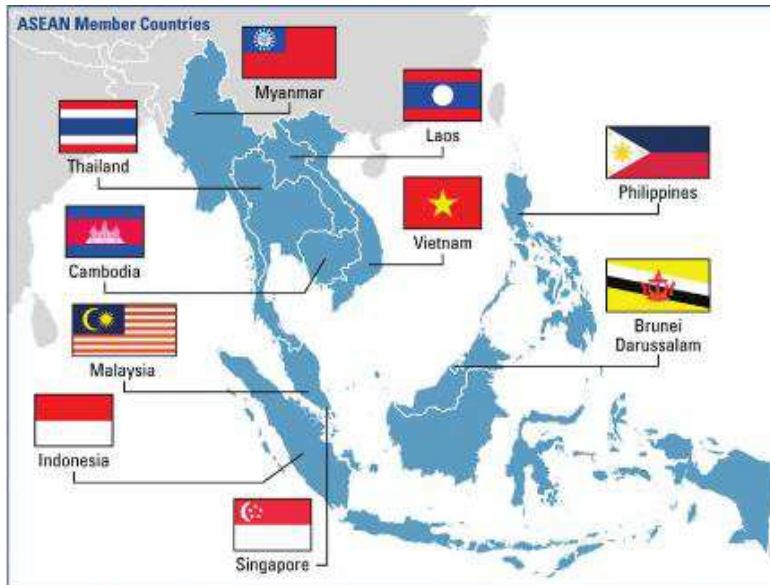 ASEAN Member Countries
Myanmar
Laos
Thailand
Philippines
Vietnam
Cambodia
Brunei
Darussalam
Malaysia
Indonesia
Singapore